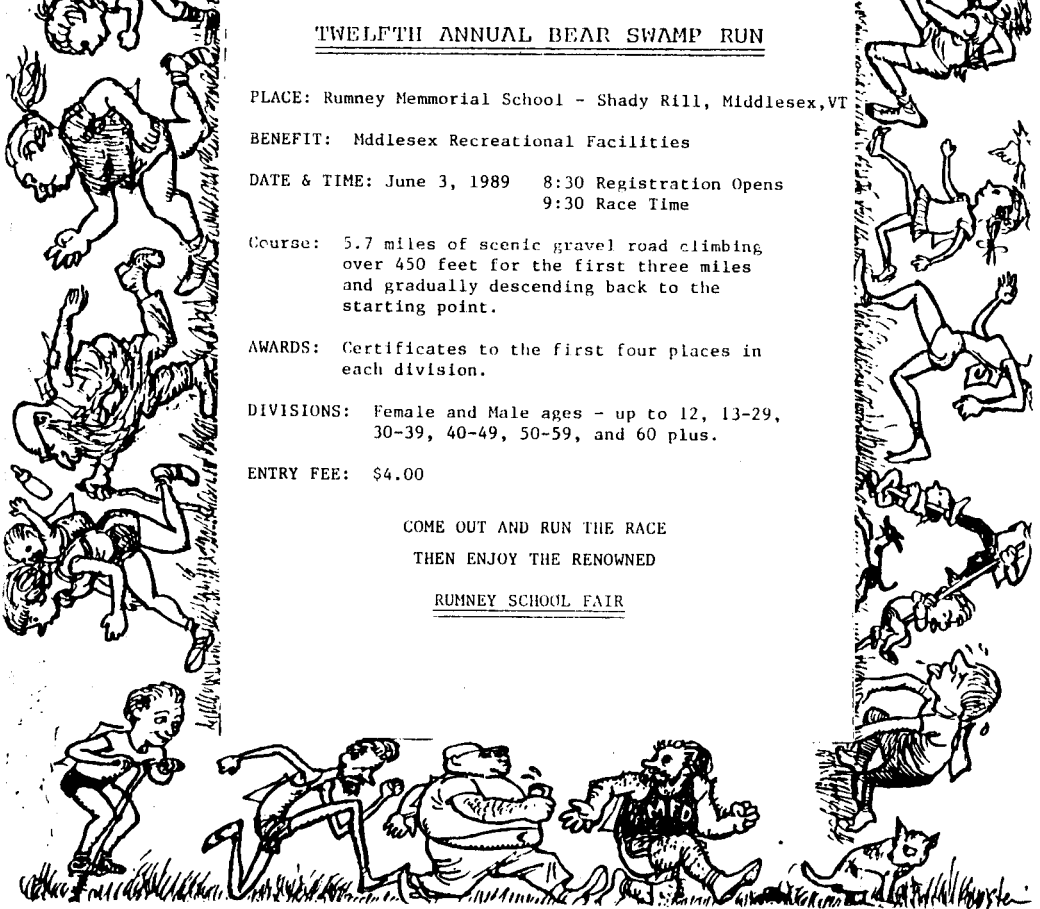 TWELFTH ANNUAL BEAR SWAMP RUN
PLACE: Rumney Memmorial School - Shady Rill, Middlesex,VT
BENEFIT: Mddlesex Recreational Facilities
DATE & TIME: June 3, 1989 8:30 Registration Opens
9:30 Race Time
Course: 5.7 miles of scenic gravel road climbing
over 450 feet for the first three miles
and gradually descending back to the
starting point.
AWARDS: Certificates to the first four places in
each division.
DIVISIONS: Female and Male ages - up to 12, 13-29,
30-39, 40-49, 50-59, and 60 plus.
ENTRY FEE: $4.00
COME OUT AND RUN THE RACE
THEN ENJOY THE RENOWNED
RUMNEY SCHOOL FAIR